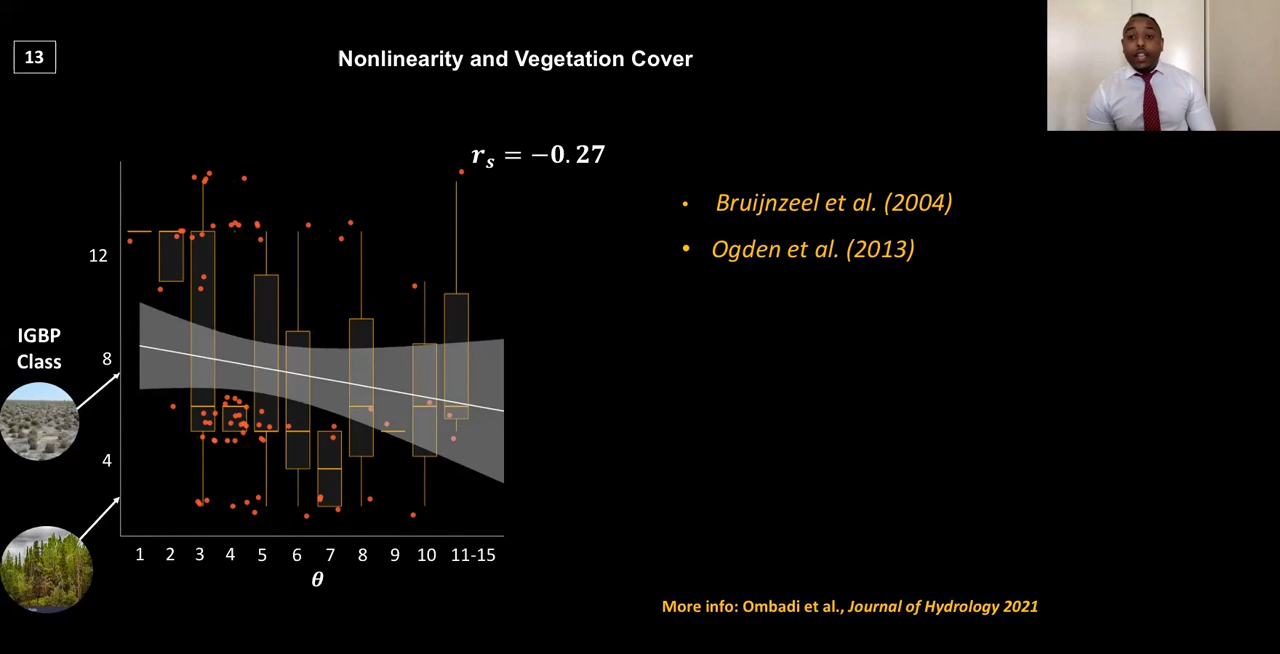 13
Nonlinearity and Vegetation Cover
rₛ = −0.27
• Bruijnzeel et al. (2004)
• Ogden et al. (2013)
12
IGBP
Class
8
4
1 2 3 4 5 6 7 8 9 10 11-15
θ
More info: Ombadi et al., Journal of Hydrology 2021